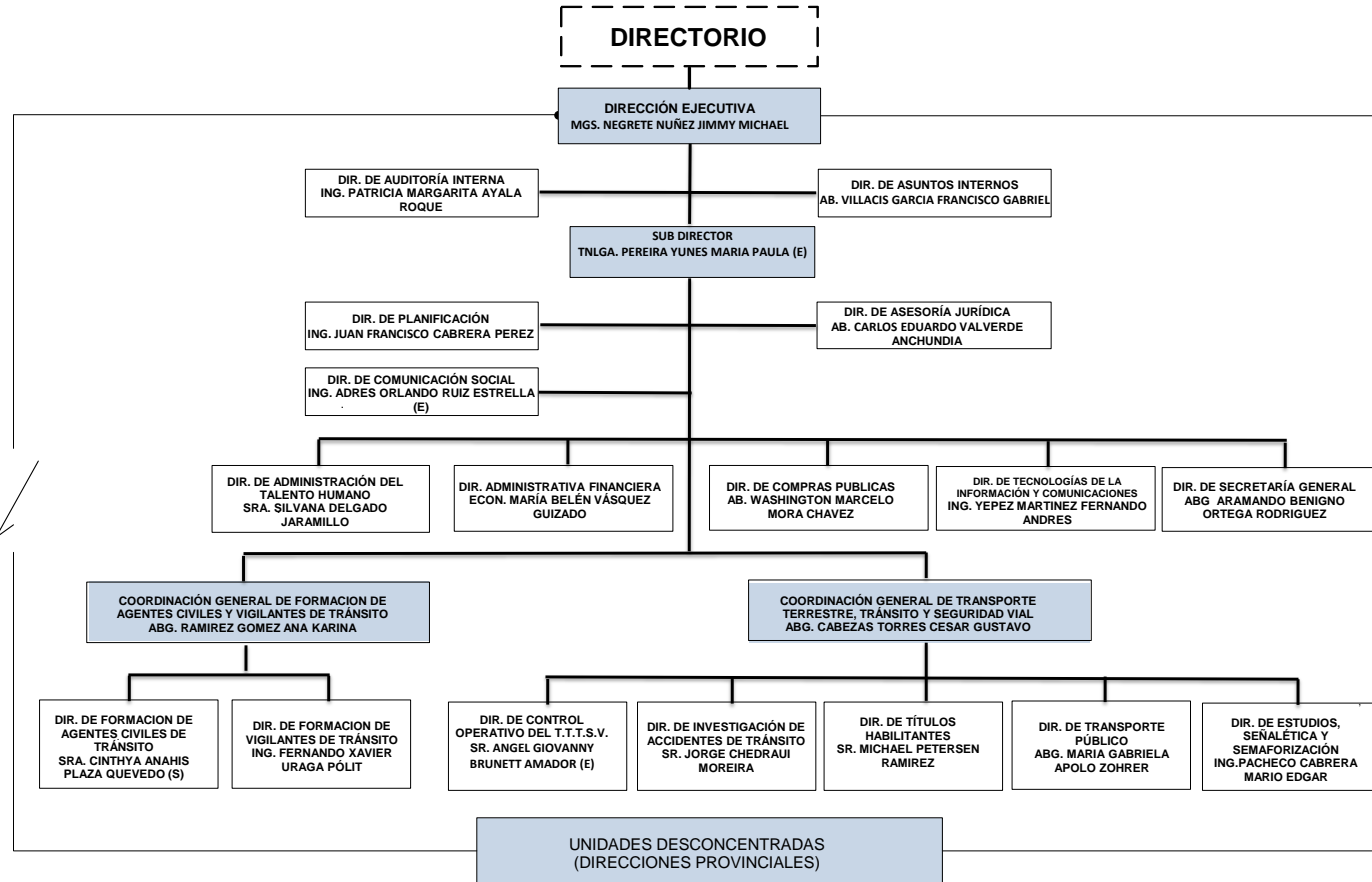 DIRECTORIO
DIRECCIÓN EJECUTIVA
MGS. NEGRETE NUÑEZ JIMMY MICHAEL
DIR. DE AUDITORÍA INTERNA
ING. PATRICIA MARGARITA AYALA
ROQUE
DIR. DE ASUNTOS INTERNOS
AB. VILLACIS GARCIA FRANCISCO GABRIEL
SUB DIRECTOR
TNLGA. PEREIRA YUNES MARIA PAULA (E)
DIR. DE PLANIFICACIÓN
ING. JUAN FRANCISCO CABRERA PEREZ
DIR. DE ASESORÍA JURÍDICA
AB. CARLOS EDUARDO VALVERDE
ANCHUNDIA
DIR. DE COMUNICACIÓN SOCIAL
ING. ADRES ORLANDO RUIZ ESTRELLA
(E)
DIR. DE ADMINISTRACIÓN DEL
TALENTO HUMANO
SRA. SILVANA DELGADO
JARAMILLO
DIR. ADMINISTRATIVA FINANCIERA
ECON. MARÍA BELÉN VÁSQUEZ
GUIZADO
DIR. DE COMPRAS PUBLICAS
AB. WASHINGTON MARCELO
MORA CHAVEZ
DIR. DE TECNOLOGÍAS DE LA
INFORMACIÓN Y COMUNICACIONES
ING. YEPEZ MARTINEZ FERNANDO
ANDRES
DIR. DE SECRETARÍA GENERAL
ABG ARAMANDO BENIGNO
ORTEGA RODRIGUEZ
COORDINACIÓN GENERAL DE FORMACION DE
AGENTES CIVILES Y VIGILANTES DE TRÁNSITO
ABG. RAMIREZ GOMEZ ANA KARINA
COORDINACIÓN GENERAL DE TRANSPORTE
TERRESTRE, TRÁNSITO Y SEGURIDAD VIAL
ABG. CABEZAS TORRES CESAR GUSTAVO
DIR. DE FORMACION DE
AGENTES CIVILES DE
TRÁNSITO
SRA. CINTHYA ANAHIS
PLAZA QUEVEDO (S)
DIR. DE FORMACION DE
VIGILANTES DE TRÁNSITO
ING. FERNANDO XAVIER
URAGA PÓLIT
DIR. DE CONTROL
OPERATIVO DEL T.T.T.S.V.
SR. ANGEL GIOVANNY
BRUNETT AMADOR (E)
DIR. DE INVESTIGACIÓN DE
ACCIDENTES DE TRÁNSITO
SR. JORGE CHEDRAUI
MOREIRA
DIR. DE TÍTULOS
HABILITANTES
SR. MICHAEL PETERSEN
RAMIREZ
DIR. DE TRANSPORTE
PÚBLICO
ABG. MARIA GABRIELA
APOLO ZOHRER
DIR. DE ESTUDIOS,
SEÑALÉTICA Y
SEMAFORIZACIÓN
ING.PACHECO CABRERA
MARIO EDGAR
UNIDADES DESCONCENTRADAS
(DIRECCIONES PROVINCIALES)